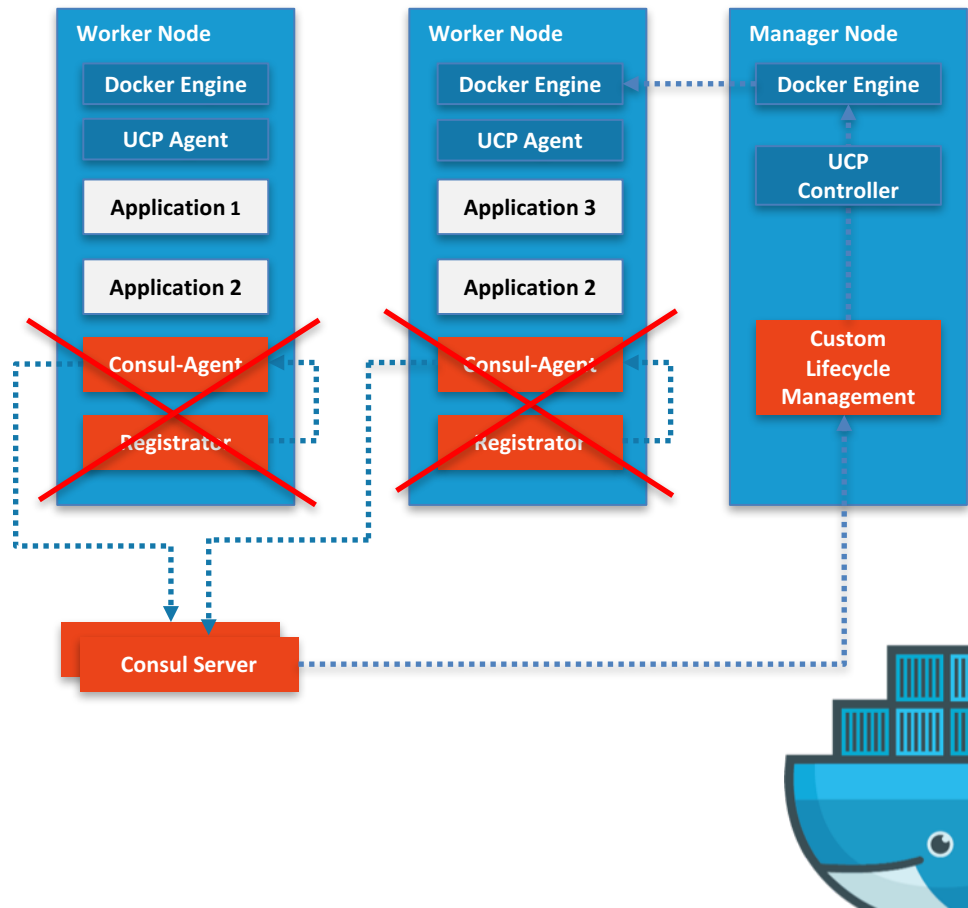 Worker Node
Docker Engine
UCP Agent
Application 1
Application 2
Consul-Agent
Registrator
Worker Node
Docker Engine
UCP Agent
Application 3
Application 2
Consul-Agent
Registrator
Manager Node
Docker Engine
UCP
Controller
Custom
Lifecycle
Management
Consul Server